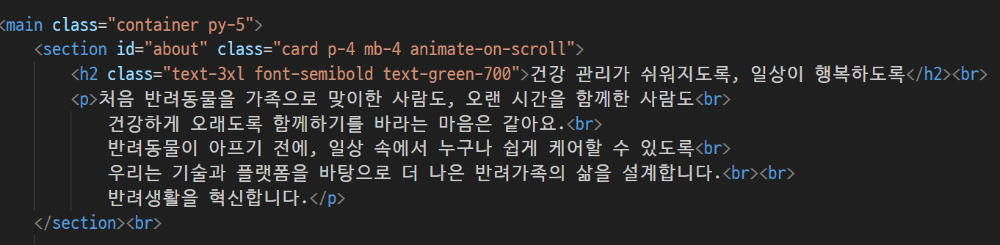 <main class="container py-5">
<section id="about" class="card p-4 mb-4 animate-on-scroll">
<h2 class="text-3xl font-semibold text-green-700">건강 관리가 쉬워지도록, 일상이 행복하도록</h2><br>
<p>처음 반려동물을 가족으로 맞이한 사람도, 오랜 시간을 함께한 사람도<br>
건강하게 오래도록 함께하기를 바라는 마음은 같아요.<br>
반려동물이 아프기 전에, 일상 속에서 누구나 쉽게 케어할 수 있도록<br>
우리는 기술과 플랫폼을 바탕으로 더 나은 반려가족의 삶을 설계합니다.<br><br>
반려생활을 혁신합니다.</p>
</section><br>